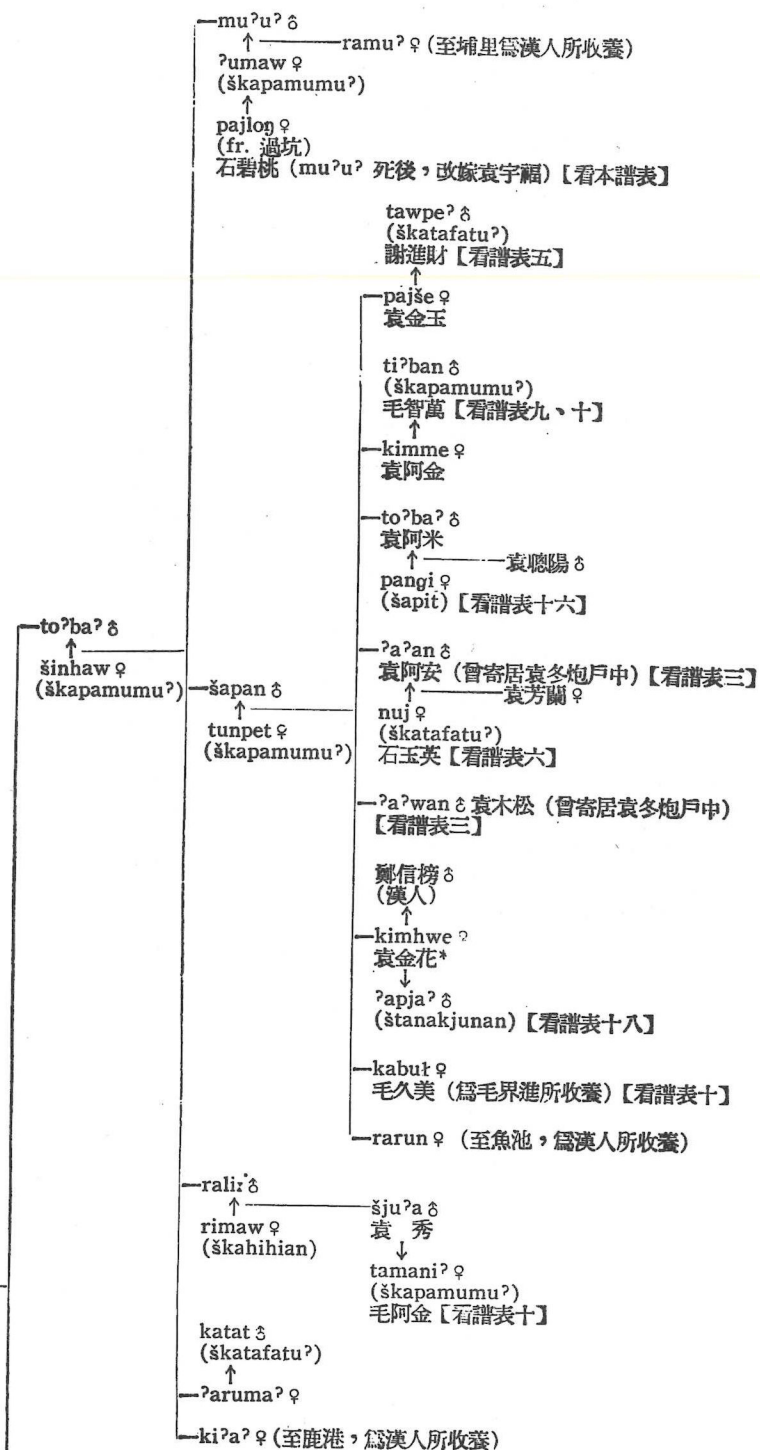 mu?u? ♂
ramu? ♀ (至埔里爲漢人所收養)
?umaw ♀
(škapamumu?)
pajloŋ ♀
(fr. 過坑)
石碧桃 (mu?u? 死後，改嫁袁宇福)【看本譜表】
tawpe? ♂
(škatafatu?)
謝進財【看譜表五】
pajše ♀
袁金玉
ti?ban ♂
(škapamumu?)
毛智萬【看譜表九、十】
kimme ♀
袁阿金
to?ba? ♂
袁阿米
袁聰陽 ♂
pangi ♀
(šapit)【看譜表十六】
to?ba? ♂
šinhaw ♀
(škapamumu?)
?a?an ♂
袁阿安 (曾寄居袁冬炮戶中)【看譜表三】
袁芳蘭 ♀
nuj ♀
(škatafatu?)
石玉英【看譜表六】
šapan ♂
tunpet ♀
(škapamumu?)
?a?wan ♂ 袁木松 (曾寄居袁冬炮戶中)
【看譜表三】
鄭信榜 ♂
(漢人)
kimhwe ♀
袁金花*
?apja? ♂
(štanakjunan)【看譜表十八】
kabuł ♀
毛久美 (爲毛界進所收養)【看譜表十】
rarun ♀ (至魚池，爲漢人所收養)
♂
rimaw ♀
(škahihian)
šju?a ♂
袁 秀
tamani? ♀
(škapamumu?)
毛阿金【看譜表十】
katat ♂
(škatafatu?)
?aruma? ♀
ki?a? ♀ (至鹿港，爲漢人所收養)